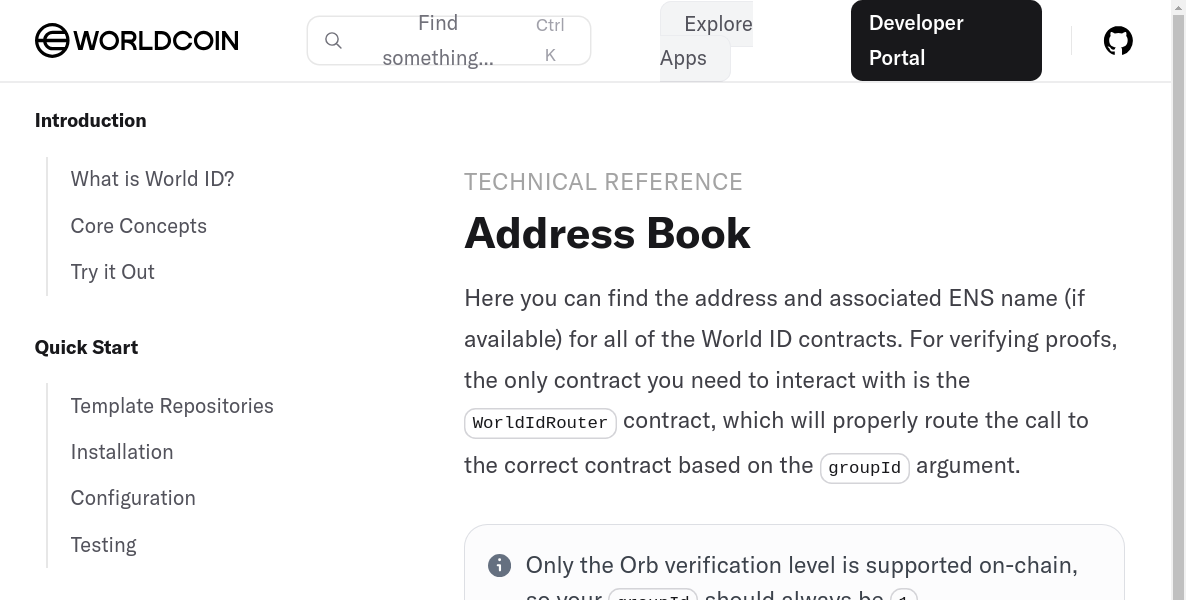 WORLDCOIN
Find something...
Ctrl K
Explore Apps
Developer Portal
Introduction
What is World ID?
Core Concepts
Try it Out
Quick Start
Template Repositories
Installation
Configuration
Testing
TECHNICAL REFERENCE
Address Book
Here you can find the address and associated ENS name (if
available) for all of the World ID contracts. For verifying proofs,
the only contract you need to interact with is the
WorldIdRouter contract, which will properly route the call to
the correct contract based on the groupId argument.
Only the Orb verification level is supported on-chain,
so your groupId should always be 1